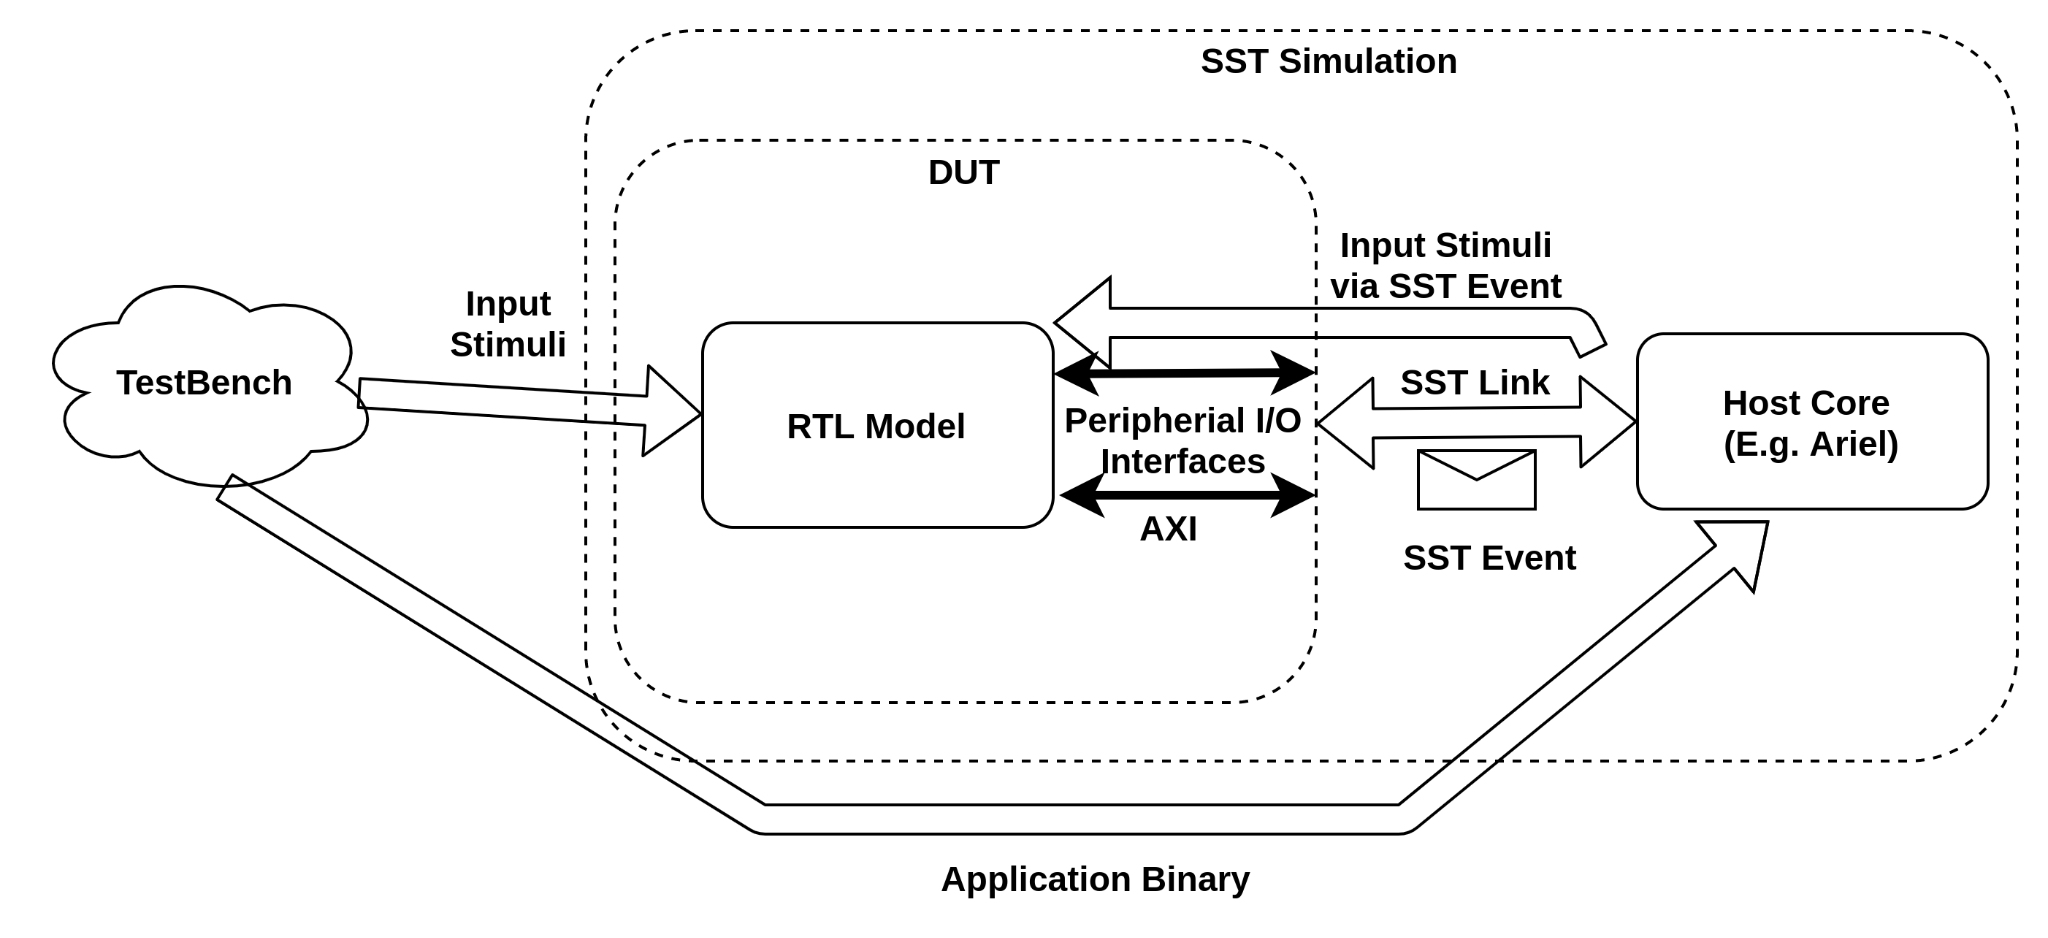 SST Simulation
DUT
Input Stimuli
via SST Event
Input
Stimuli
TestBench
RTL Model
SST Link
Peripherial I/O
Interfaces
Host Core
(E.g. Ariel)
AXI
SST Event
Application Binary